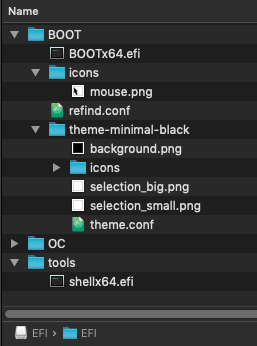 Name
BOOT
BOOTx64.efi
icons
mouse.png
refind.conf
theme-minimal-black
background.png
icons
selection_big.png
selection_small.png
theme.conf
OC
tools
shellx64.efi
EFI › EFI